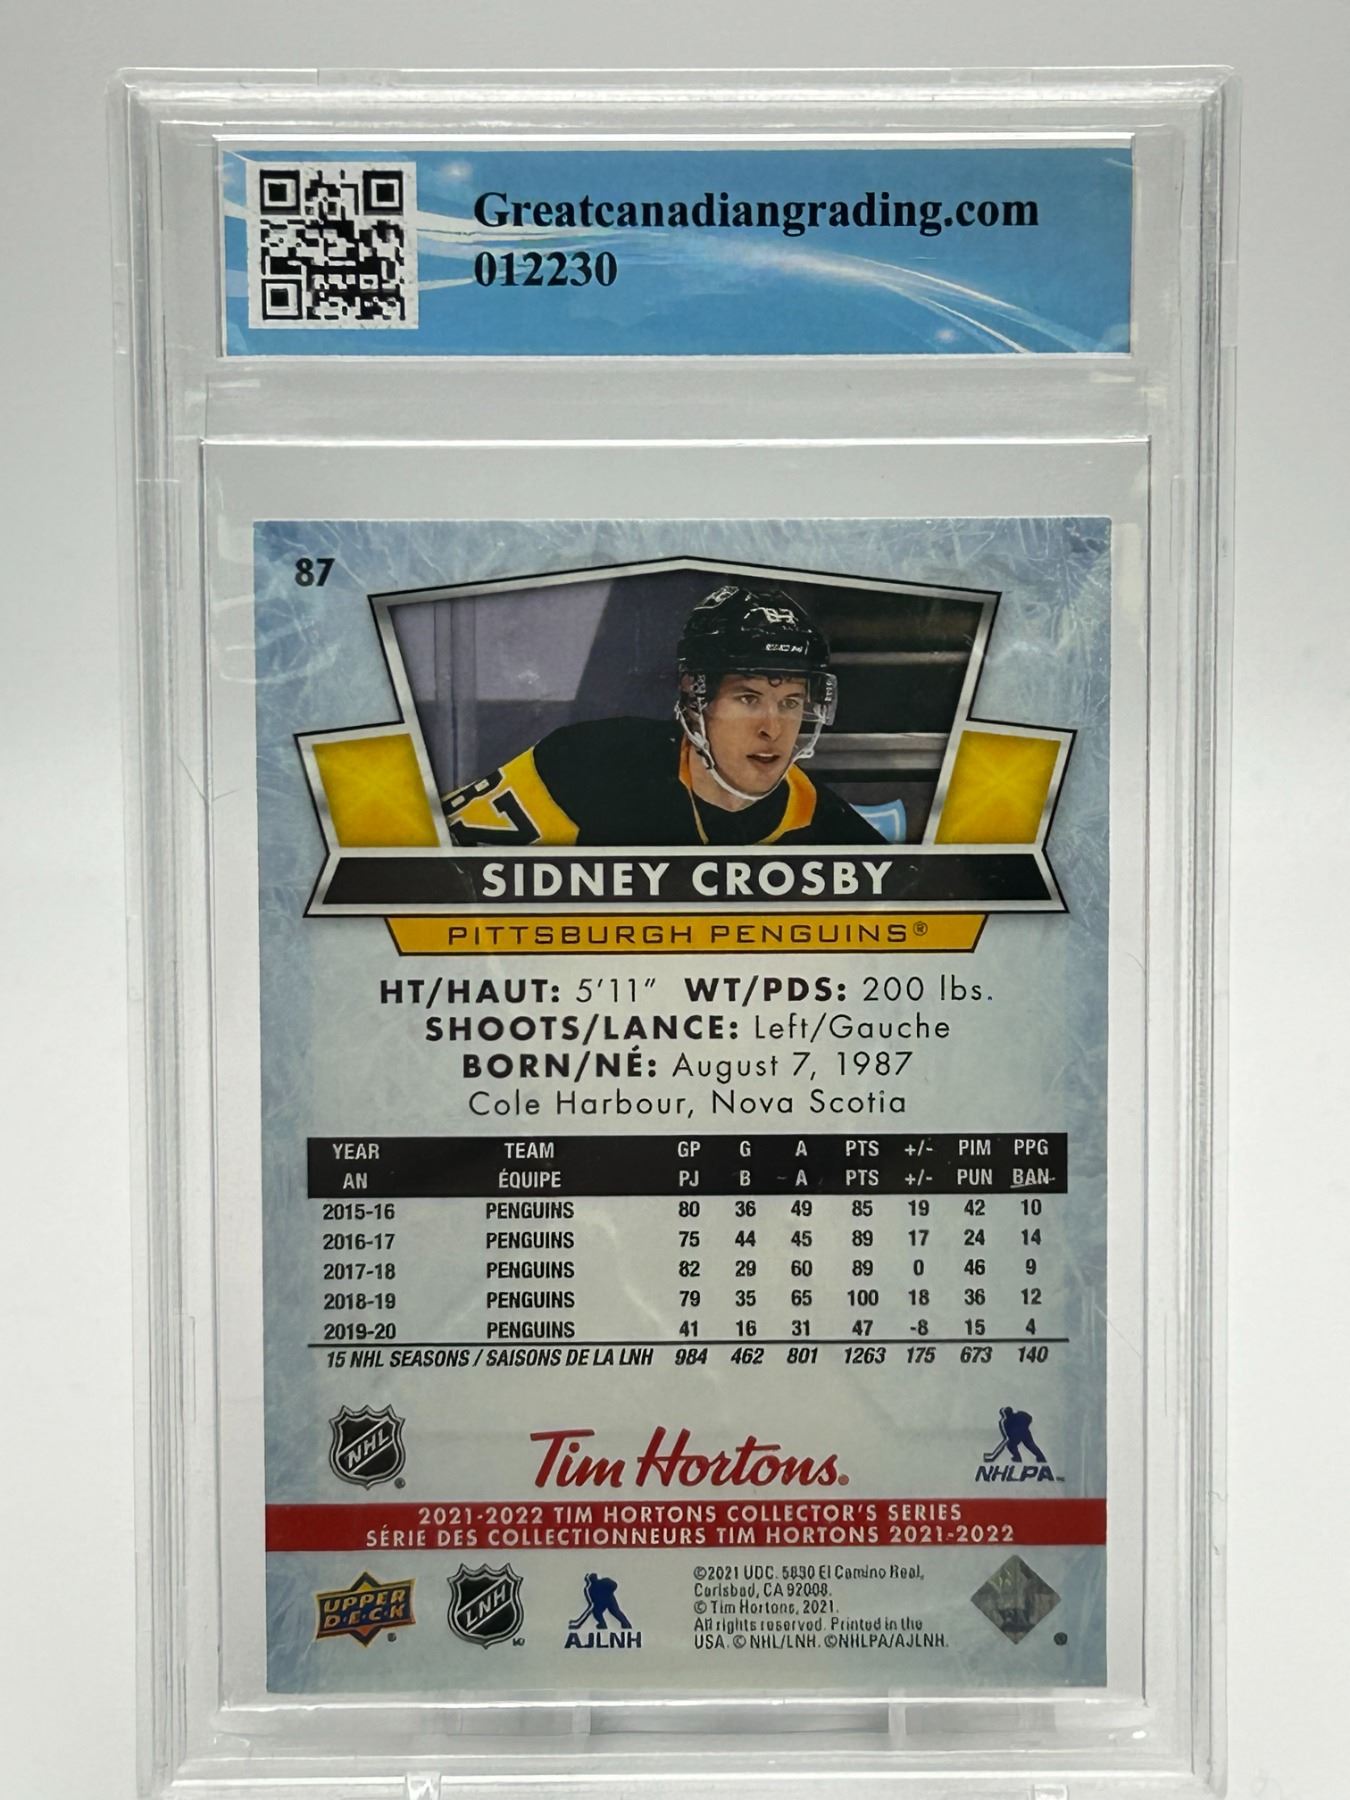 Greatcanadiangrading.com
012230
87
87
CCM
87
SIDNEY CROSBY
PITTSBURGH PENGUINS®
HT/HAUT: 5'11" WT/PDS: 200 lbs.
SHOOTS/LANCE: Left/Gauche
BORN/NÉ: August 7, 1987
Cole Harbour, Nova Scotia
YEAR TEAM GP G A PTS +/- PIM PPG
AN ÉQUIPE PJ B A PTS +/- PUN BAN
2015-16 PENGUINS 80 36 49 85 19 42 10
2016-17 PENGUINS 75 44 45 89 17 24 14
2017-18 PENGUINS 82 29 60 89 0 46 9
2018-19 PENGUINS 79 35 65 100 18 36 12
2019-20 PENGUINS 41 16 31 47 -8 15 4
15 NHL SEASONS / SAISONS DE LA LNH 984 462 801 1263 175 673 140
NHL
Tim Hortons.
NHLPA
2021-2022 TIM HORTONS COLLECTOR'S SERIES
SÉRIE DES COLLECTIONNEURS TIM HORTONS 2021-2022
UPPER
D·E·C·K
LNH
AJLNH
©2021 UDC. 5830 El Camino Real,
Carlsbad, CA 92008.
© Tim Hortons, 2021.
All rights reserved. Printed in the
USA. © NHL/LNH. ©NHLPA/AJLNH.